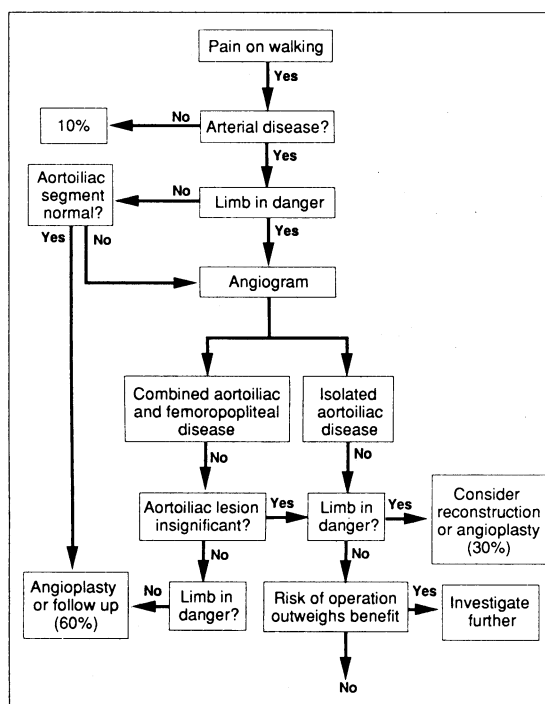 Pain on walking
Yes
10%
No
Arterial disease?
Yes
Aortoiliac
segment
normal?
No
Limb in danger
Yes
No
Yes
Angiogram
Combined aortoiliac
and femoropopliteal
disease
Isolated
aortoiliac
disease
No
No
Aortoiliac lesion
insignificant?
Yes
Limb in
danger?
Yes
Consider
reconstruction
or angioplasty
(30%)
No
No
Angioplasty
or follow up
(60%)
No
Limb in
danger?
Risk of operation
outweighs benefit
Yes
Investigate
further
No